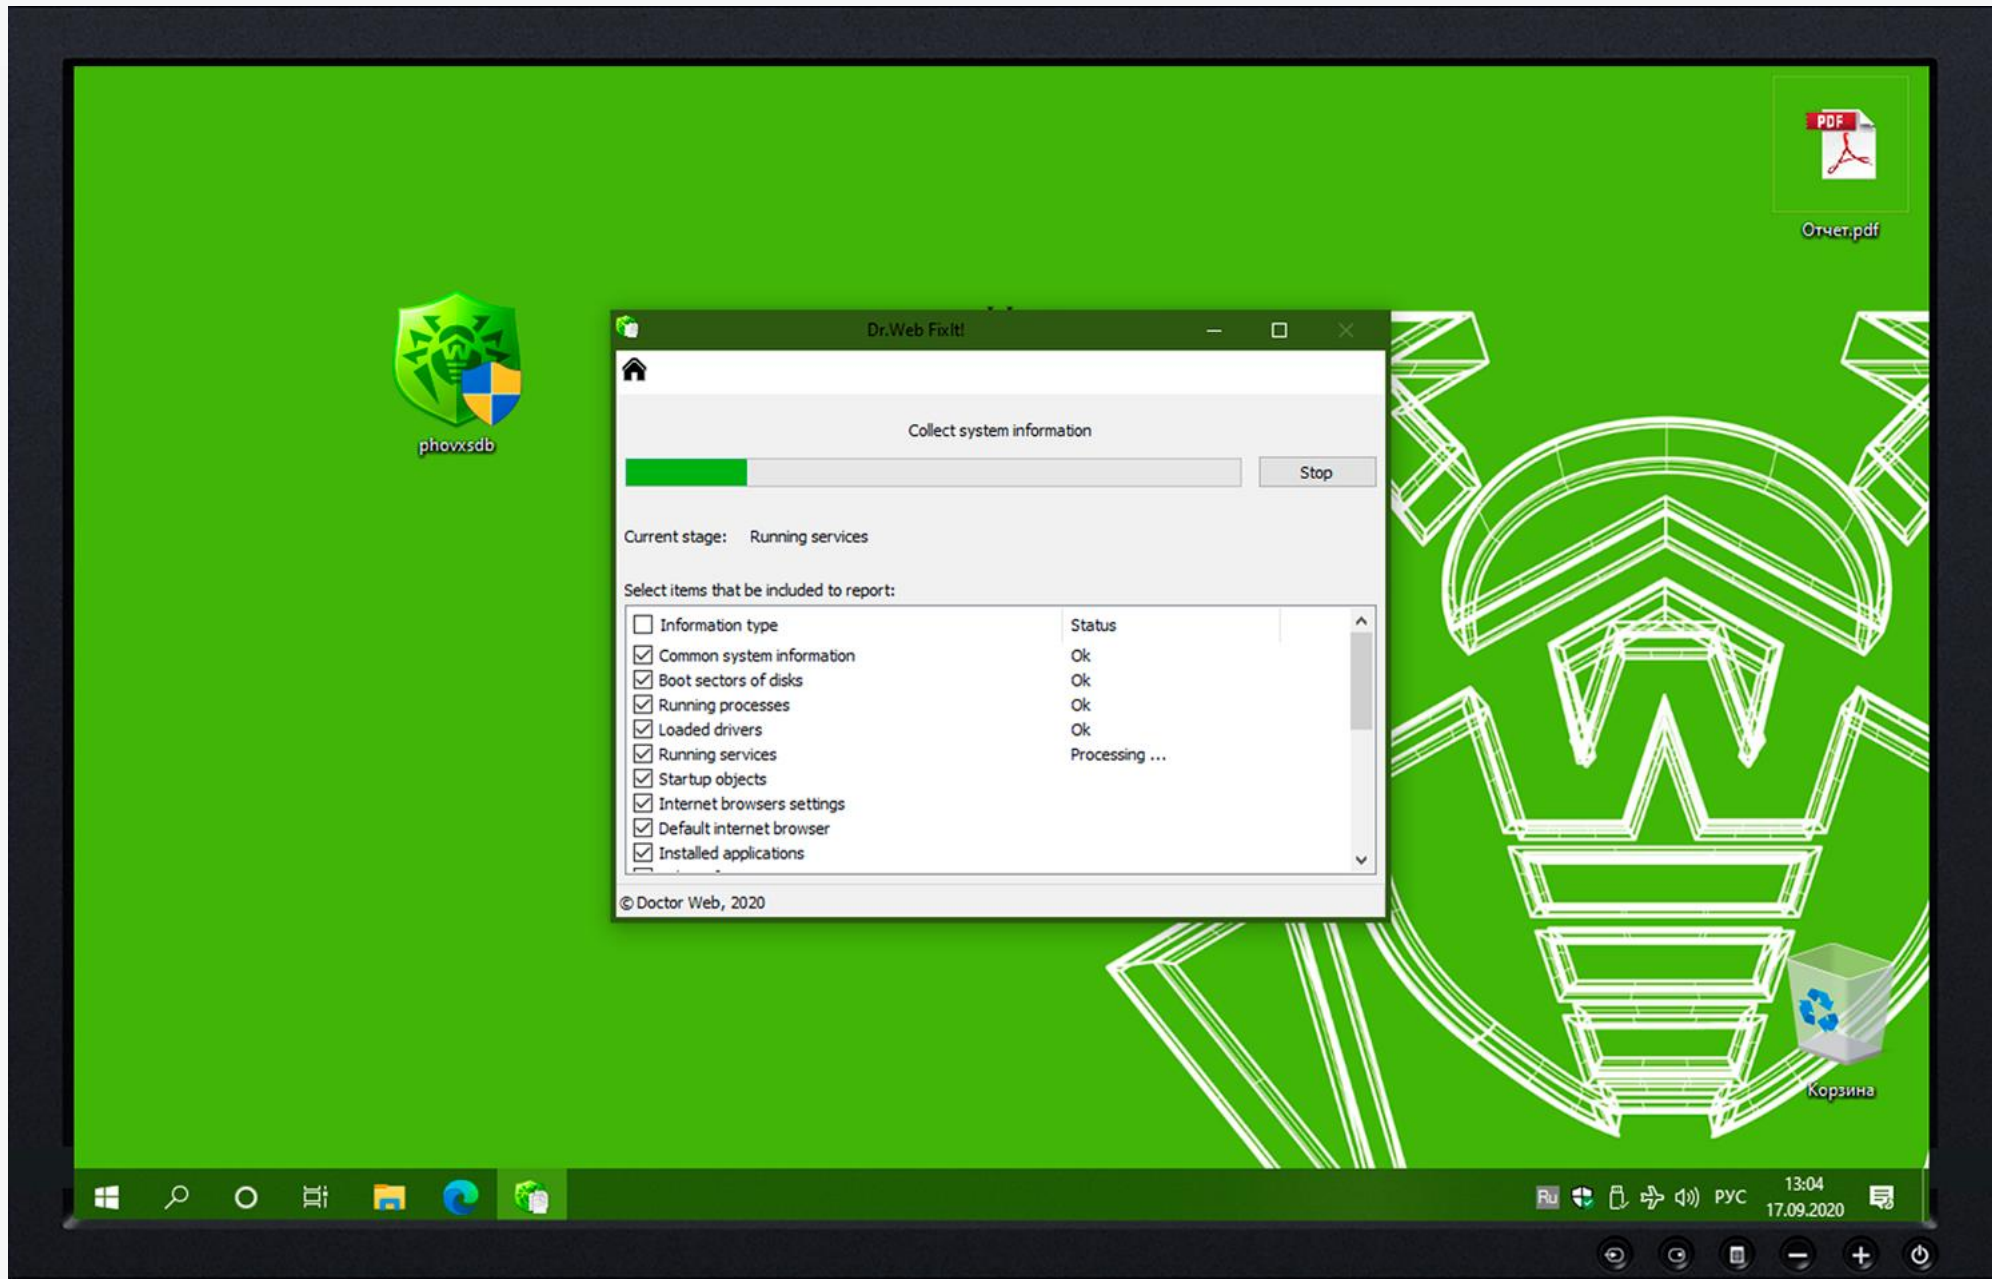 PDF
Отчет.pdf
phovxsdb
Dr.Web FixIt!
Collect system information
Stop
Current stage: Running services
Select items that be included to report:
Information type Status
Common system information Ok
Boot sectors of disks Ok
Running processes Ok
Loaded drivers Ok
Running services Processing ...
Startup objects
Internet browsers settings
Default internet browser
Installed applications
© Doctor Web, 2020
Корзина
Ru РУС 13:04
17.09.2020